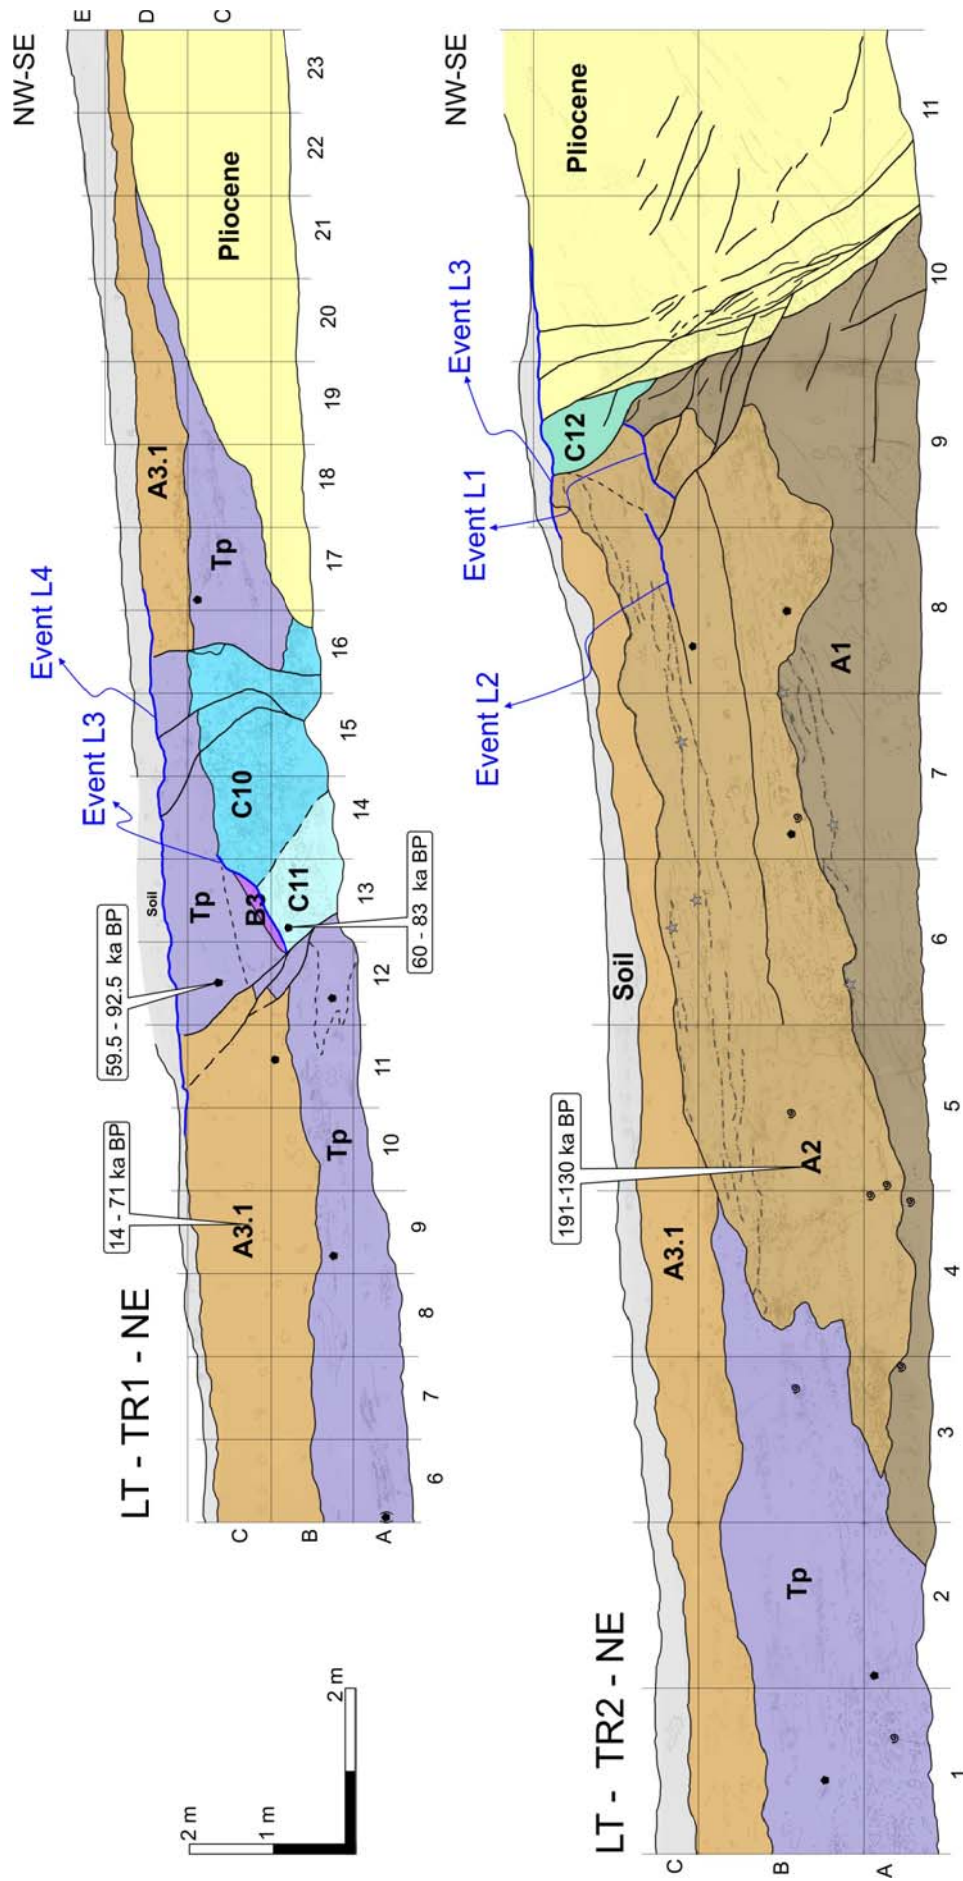 LT - TR1 - NE
NW-SE
Event L4
Event L3
59.5 - 92.5 ka BP
14 - 71 ka BP
60 - 83 ka BP
Soil
A3.1
Tp
B3
C11
C10
Tp
A3.1
Tp
Pliocene
C
B
A
E
D
C
6 7 8 9 10 11 12 13 14 15 16 17 18 19 20 21 22 23
2 m
1 m
2 m
LT - TR2 - NE
NW-SE
Event L2
Event L1
Event L3
191-130 ka BP
Soil
A3.1
Tp
A2
A1
C12
Pliocene
C
B
A
1 2 3 4 5 6 7 8 9 10 11